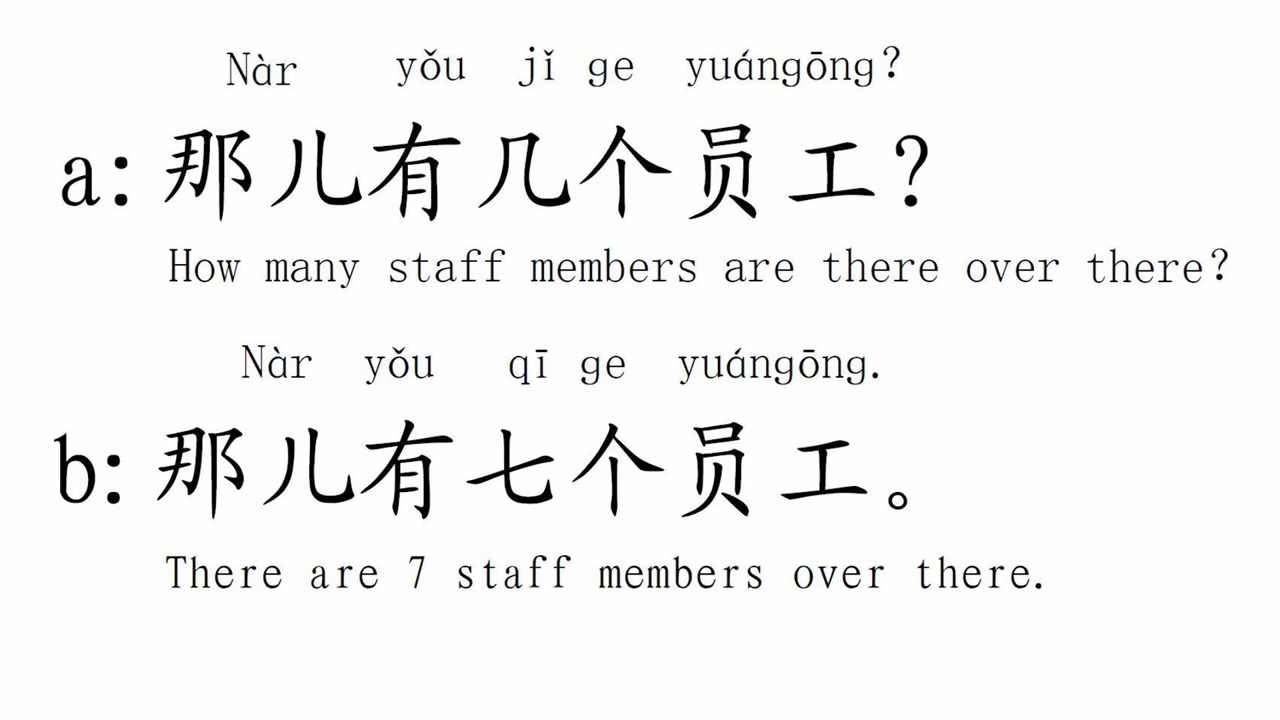 Nàr yǒu jǐ ge yuángōng?
a: 那儿有几个员工?
How many staff members are there over there?
Nàr yǒu qī ge yuángōng.
b: 那儿有七个员工。
There are 7 staff members over there.